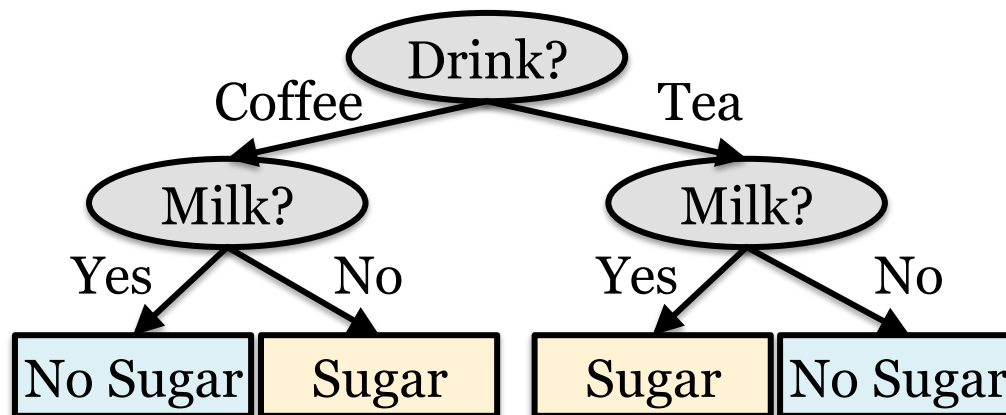 Drink?
Coffee
Tea
Milk?
Milk?
Yes
No
Yes
No
No Sugar
Sugar
Sugar
No Sugar